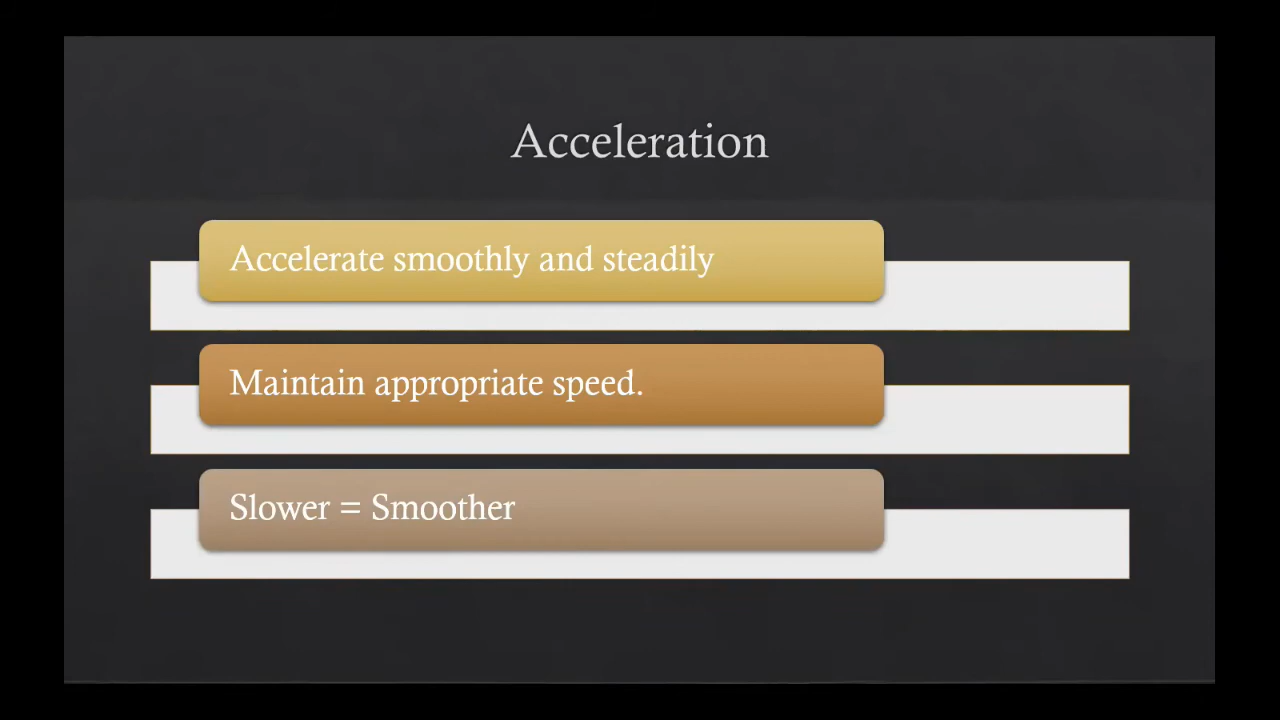 Acceleration
Accelerate smoothly and steadily
Maintain appropriate speed.
Slower = Smoother